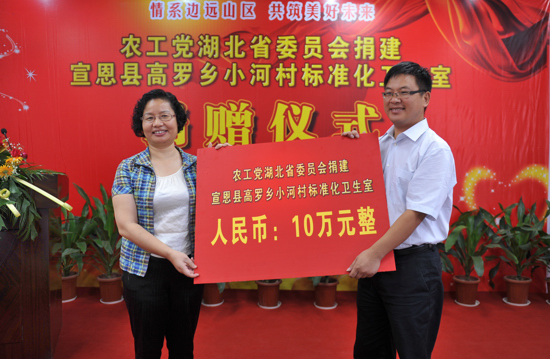 情系边远山区 共筑美好未来
农工党湖北省委员会捐建
宣恩县高罗乡小河村标准化卫生室
赠仪式
农工党湖北省委员会捐建
宣恩县高罗乡小河村标准化卫生室
人民币：10万元整